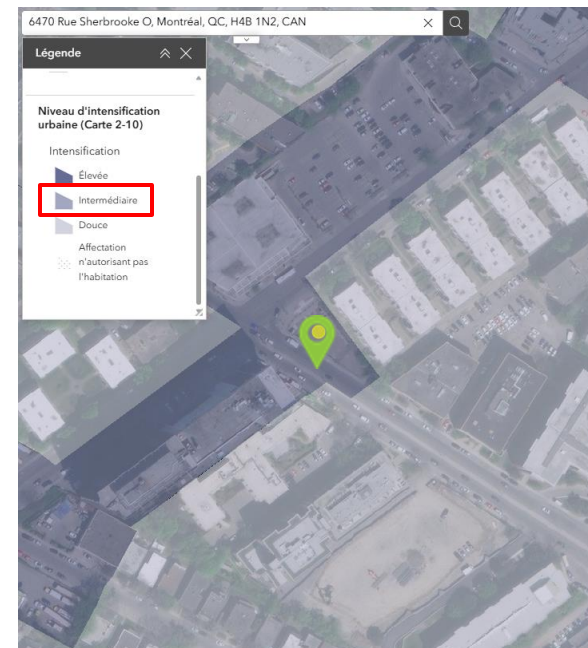 6470 Rue Sherbrooke O, Montréal, QC, H4B 1N2, CAN
Légende
Niveau d'intensification
urbaine (Carte 2-10)
Intensification
Élevée
Intermédiaire
Douce
Affectation
n'autorisant pas
l'habitation